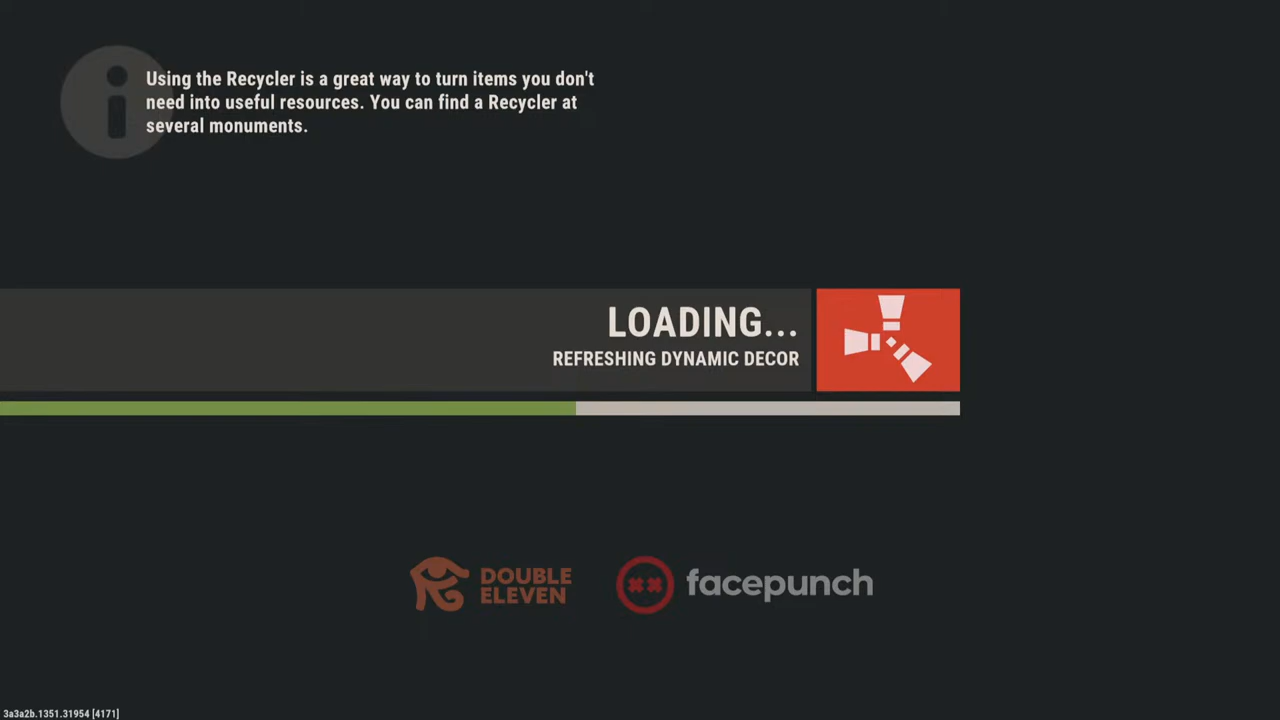 Using the Recycler is a great way to turn items you don't
need into useful resources. You can find a Recycler at
several monuments.
LOADING...
REFRESHING DYNAMIC DECOR
DOUBLE
ELEVEN
facepunch
3a3a2b.1351.31954 [4171]